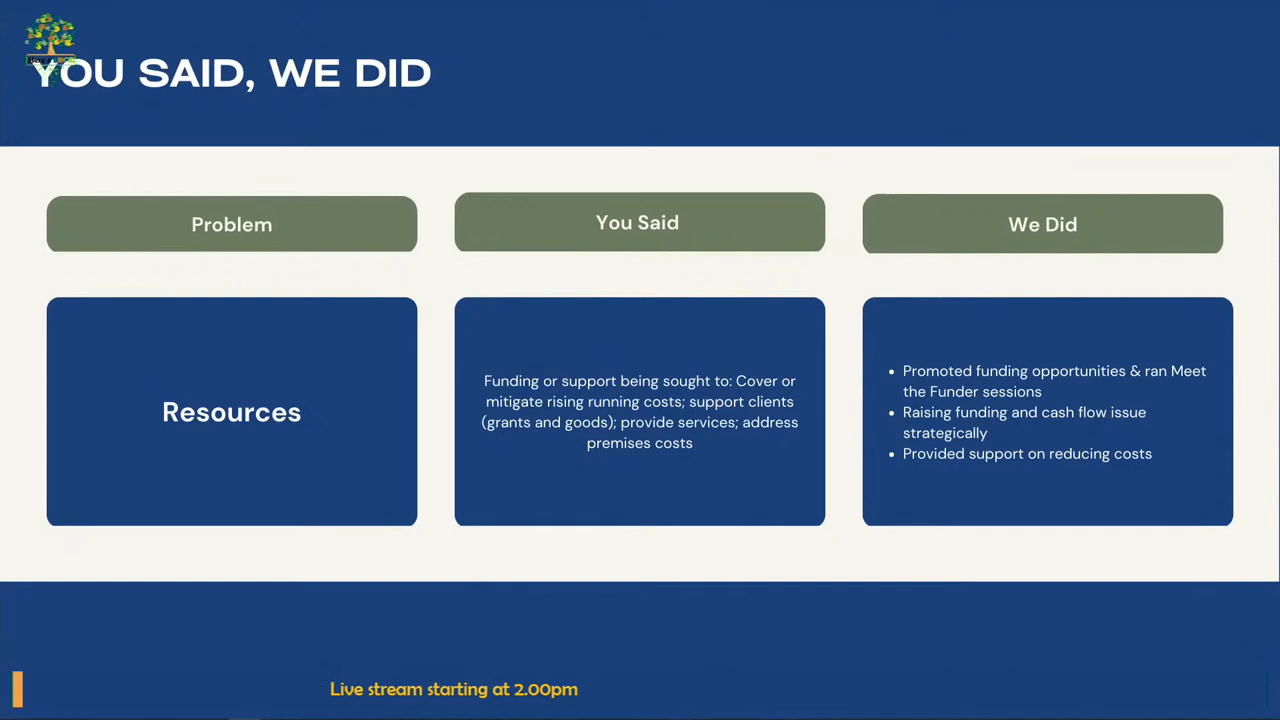 YOU SAID, WE DID
Problem
You Said
We Did
Resources
Funding or support being sought to: Cover or
mitigate rising running costs; support clients
(grants and goods); provide services; address
premises costs
• Promoted funding opportunities & ran Meet
the Funder sessions
• Raising funding and cash flow issue
strategically
• Provided support on reducing costs
Live stream starting at 2.00pm